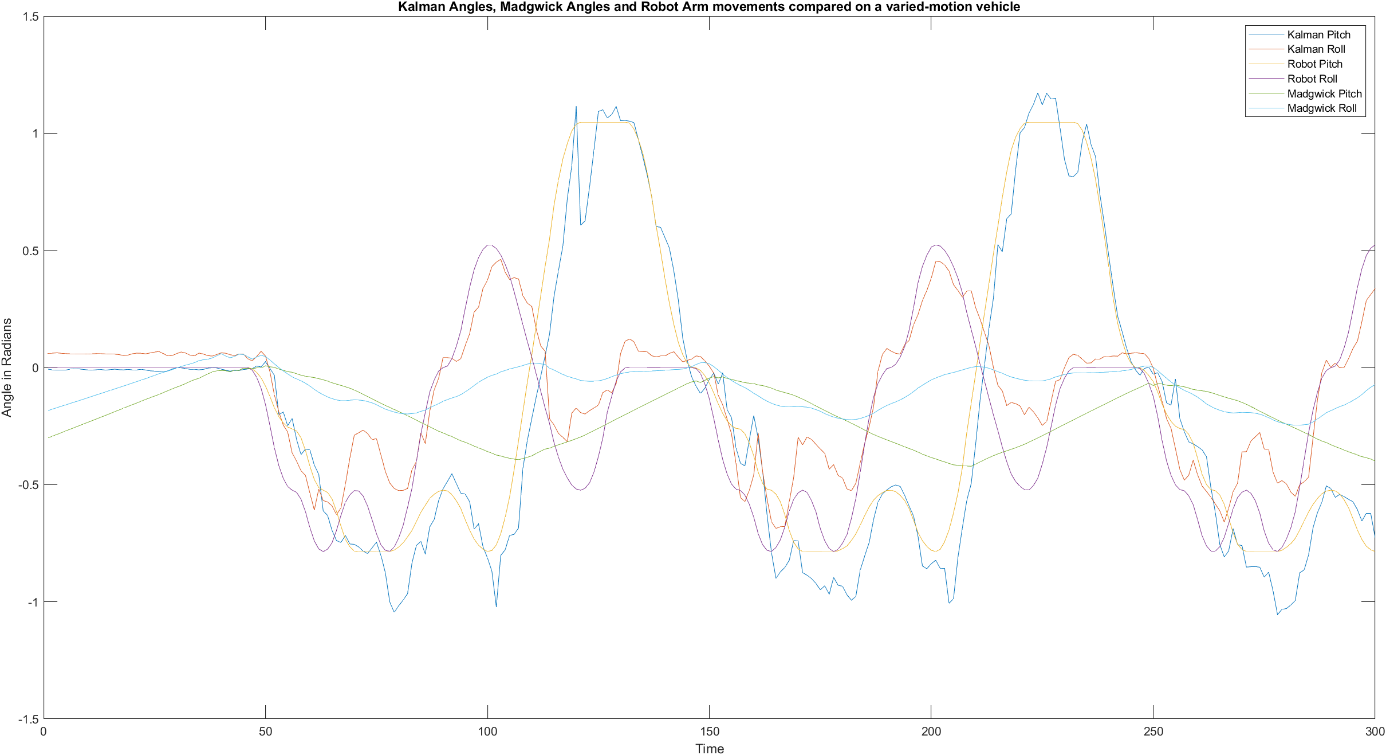 Kalman Angles, Madgwick Angles and Robot Arm movements compared on a varied-motion vehicle
1.5
Kalman Pitch
Kalman Roll
Robot Pitch
Robot Roll
Madgwick Pitch
Madgwick Roll
1
0.5
0
-0.5
-1
-1.5
Angle in Radians
0 50 100 150 200 250 300
Time